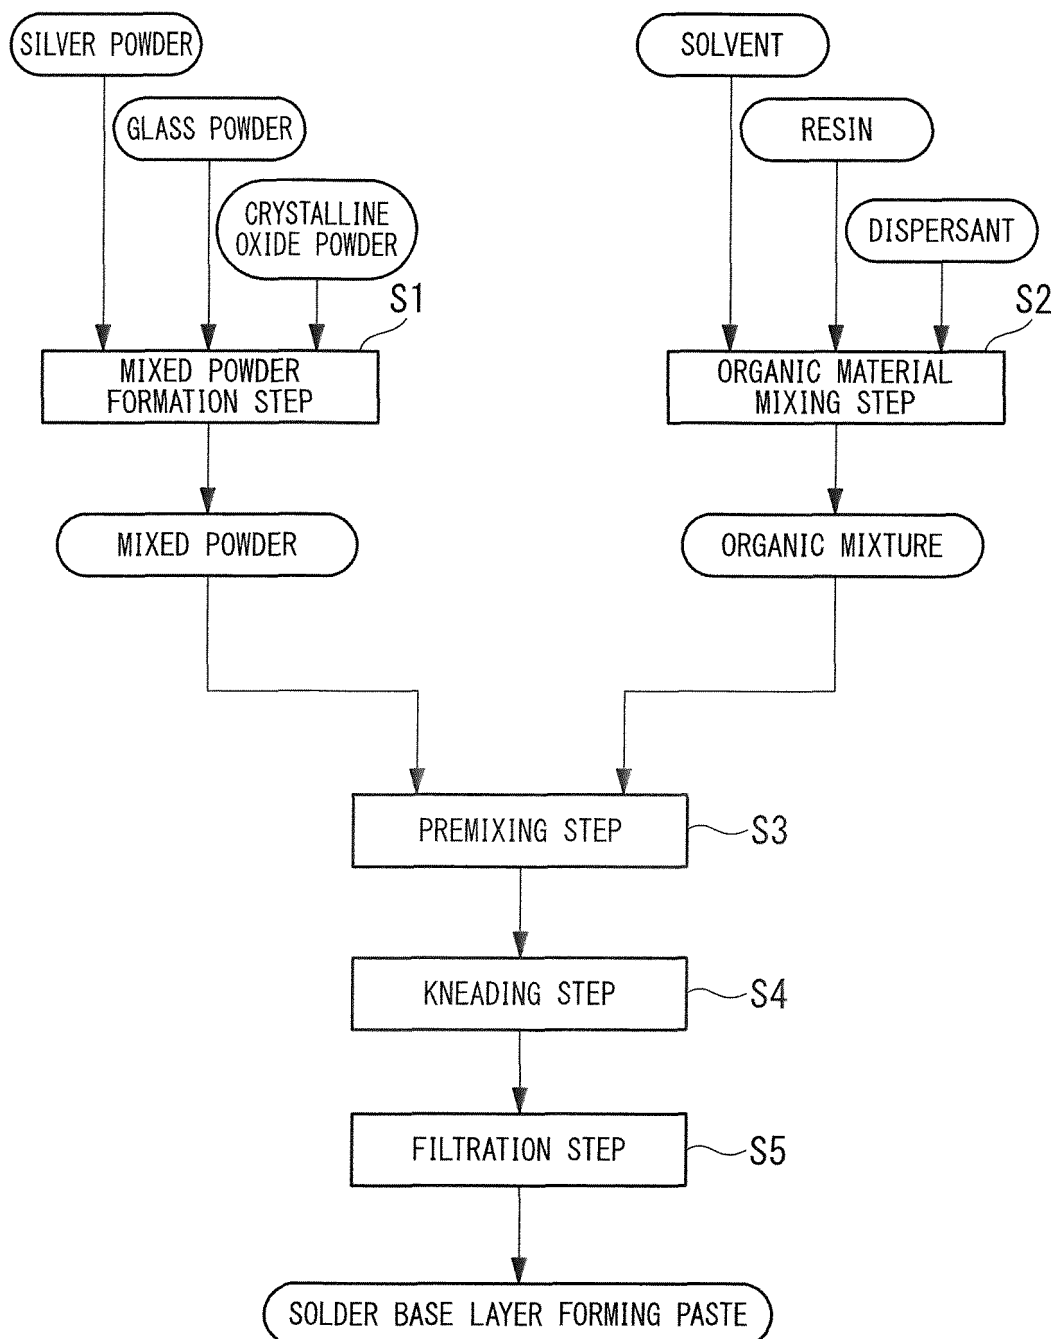 SILVER POWDER
GLASS POWDER
CRYSTALLINE
OXIDE POWDER
S1
MIXED POWDER
FORMATION STEP
MIXED POWDER
SOLVENT
RESIN
DISPERSANT
S2
ORGANIC MATERIAL
MIXING STEP
ORGANIC MIXTURE
PREMIXING STEP
S3
KNEADING STEP
S4
FILTRATION STEP
S5
SOLDER BASE LAYER FORMING PASTE